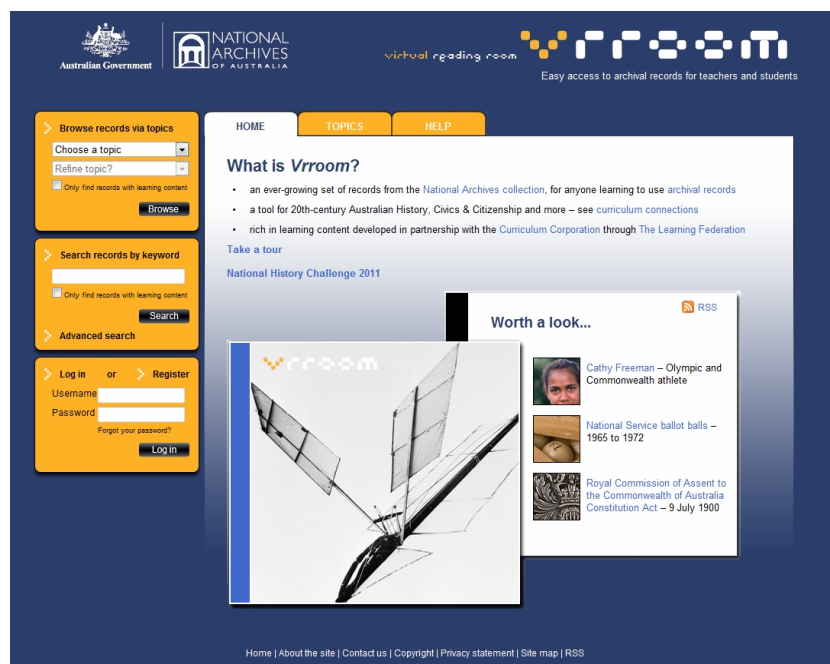 Australian Government
NATIONAL
ARCHIVES
OF AUSTRALIA
virtual reading room vrroom
Easy access to archival records for teachers and students
HOME
TOPICS
HELP
Browse records via topics
Choose a topic
Refine topic?
Only find records with learning content
Browse
Search records by keyword
Only find records with learning content
Search
Advanced search
Log in or Register
Username
Password
Forgot your password?
Log in
What is Vrroom?
• an ever-growing set of records from the National Archives collection, for anyone learning to use archival records
• a tool for 20th-century Australian History, Civics & Citizenship and more – see curriculum connections
• rich in learning content developed in partnership with the Curriculum Corporation through The Learning Federation
Take a tour
National History Challenge 2011
RSS
Worth a look...
vrroom
Cathy Freeman – Olympic and
Commonwealth athlete
National Service ballot balls –
1965 to 1972
Royal Commission of Assent to
the Commonwealth of Australia
Constitution Act – 9 July 1900
Home | About the site | Contact us | Copyright | Privacy statement | Site map | RSS